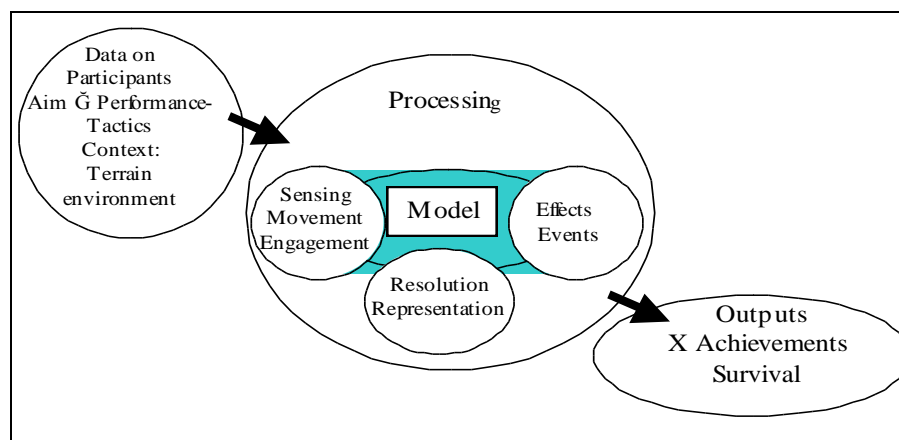 Data on
Participants
Aim Ğ Performance-
Tactics
Context:
Terrain
environment
Processing
Sensing
Movement
Engagement
Model
Effects
Events
Resolution
Representation
Outputs
X Achievements
Survival